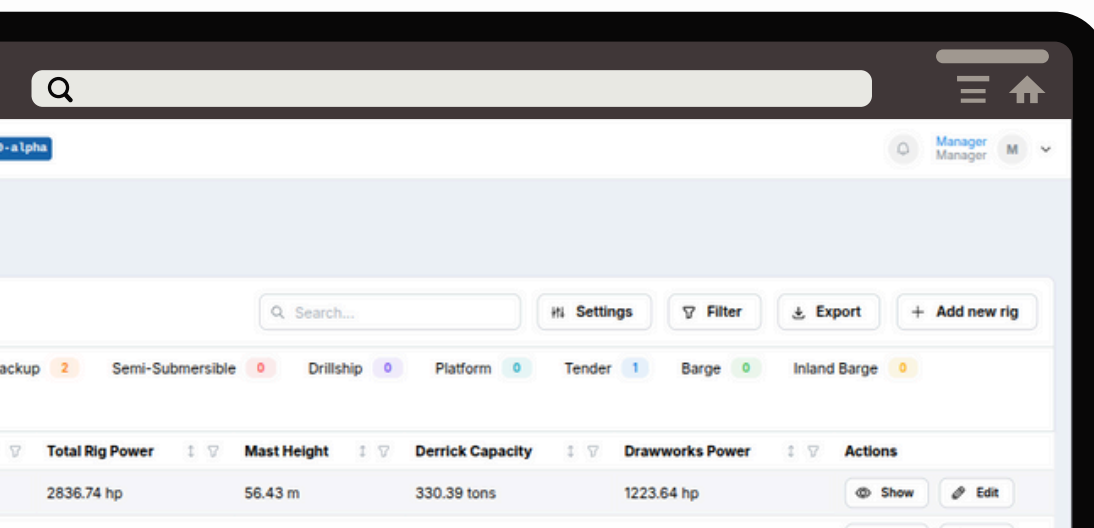 -alpha
Manager
Manager M
Search... Settings Filter Export + Add new rig
ackup 2 Semi-Submersible 0 Drillship 0 Platform 0 Tender 1 Barge 0 Inland Barge 0
Total Rig Power Mast Height Derrick Capacity Drawworks Power Actions
2836.74 hp 56.43 m 330.39 tons 1223.64 hp Show Edit